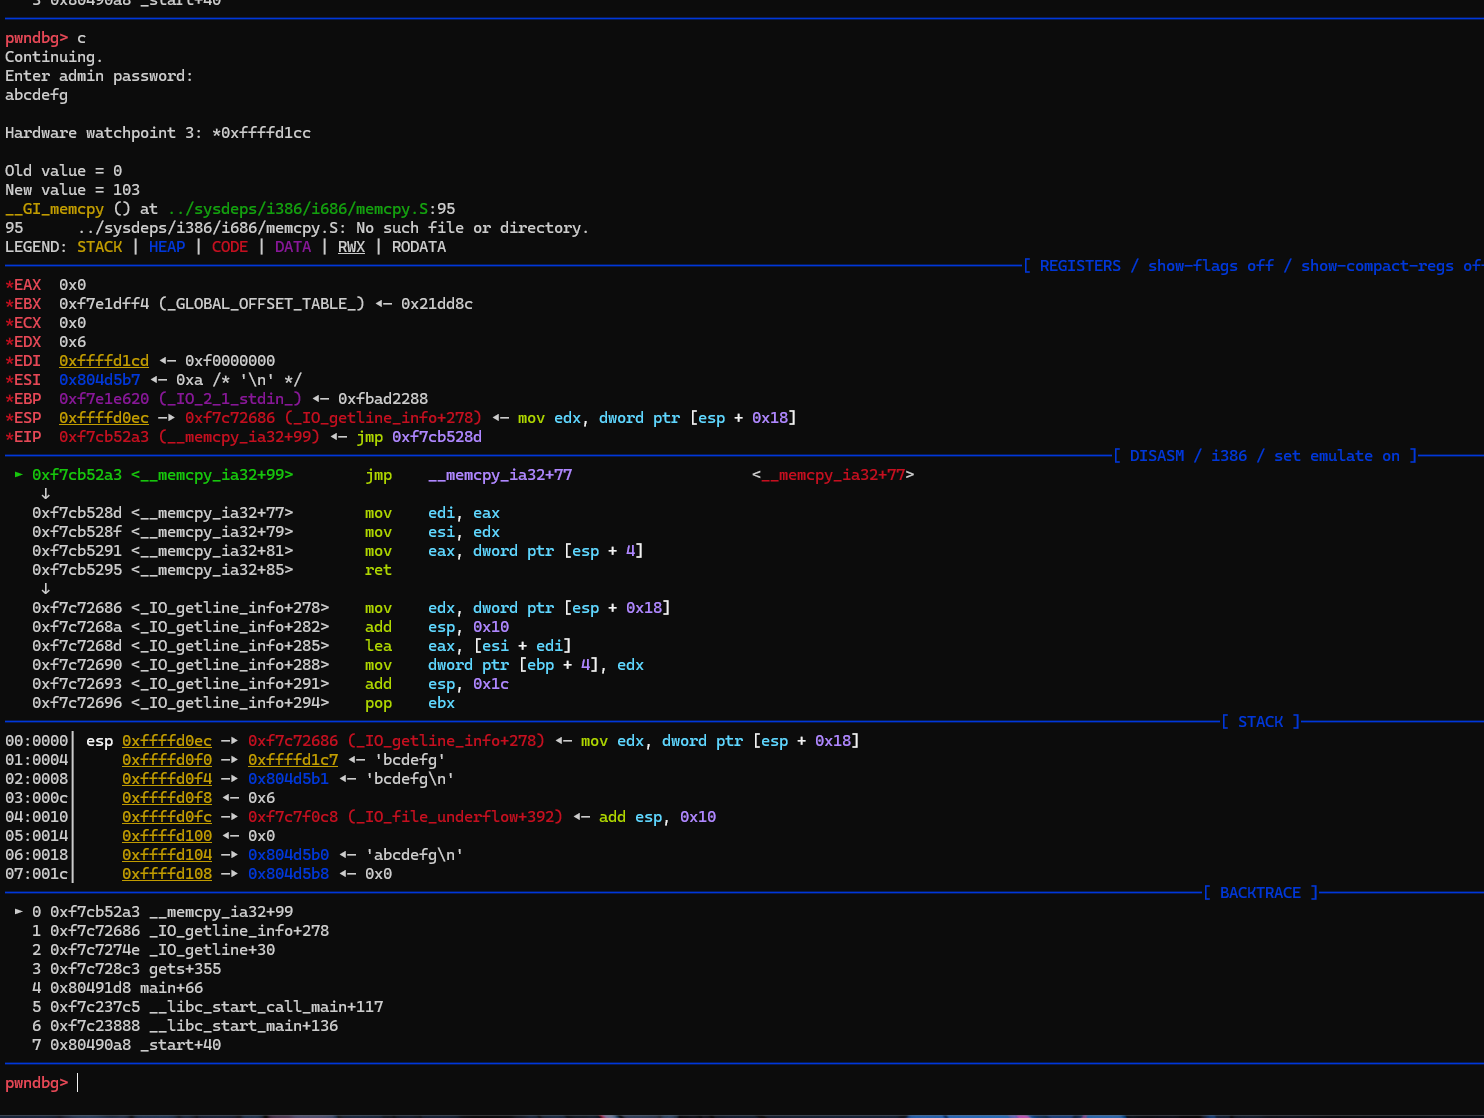 3 0x80490a8 _start+40
pwndbg> c
Continuing.
Enter admin password:
abcdefg
Hardware watchpoint 3: *0xffffd1cc
Old value = 0
New value = 103
__GI_memcpy () at ../sysdeps/i386/i686/memcpy.S:95
95      ../sysdeps/i386/i686/memcpy.S: No such file or directory.
LEGEND: STACK | HEAP | CODE | DATA | RWX | RODATA
[ REGISTERS / show-flags off / show-compact-regs of
*EAX  0x0
*EBX  0xf7e1dff4 (_GLOBAL_OFFSET_TABLE_) ◂— 0x21dd8c
*ECX  0x0
*EDX  0x6
*EDI  0xffffd1cd ◂— 0xf0000000
*ESI  0x804d5b7 ◂— 0xa /* '\n' */
*EBP  0xf7e1e620 (_IO_2_1_stdin_) ◂— 0xfbad2288
*ESP  0xffffd0ec —▸ 0xf7c72686 (_IO_getline_info+278) ◂— mov edx, dword ptr [esp + 0x18]
*EIP  0xf7cb52a3 (__memcpy_ia32+99) ◂— jmp 0xf7cb528d
[ DISASM / i386 / set emulate on ]
► 0xf7cb52a3 <__memcpy_ia32+99>        jmp    __memcpy_ia32+77                    <__memcpy_ia32+77>
↓
0xf7cb528d <__memcpy_ia32+77>        mov    edi, eax
0xf7cb528f <__memcpy_ia32+79>        mov    esi, edx
0xf7cb5291 <__memcpy_ia32+81>        mov    eax, dword ptr [esp + 4]
0xf7cb5295 <__memcpy_ia32+85>        ret
↓
0xf7c72686 <_IO_getline_info+278>    mov    edx, dword ptr [esp + 0x18]
0xf7c7268a <_IO_getline_info+282>    add    esp, 0x10
0xf7c7268d <_IO_getline_info+285>    lea    eax, [esi + edi]
0xf7c72690 <_IO_getline_info+288>    mov    dword ptr [ebp + 4], edx
0xf7c72693 <_IO_getline_info+291>    add    esp, 0x1c
0xf7c72696 <_IO_getline_info+294>    pop    ebx
[ STACK ]
00:0000│ esp 0xffffd0ec —▸ 0xf7c72686 (_IO_getline_info+278) ◂— mov edx, dword ptr [esp + 0x18]
01:0004│     0xffffd0f0 —▸ 0xffffd1c7 ◂— 'bcdefg'
02:0008│     0xffffd0f4 —▸ 0x804d5b1 ◂— 'bcdefg\n'
03:000c│     0xffffd0f8 ◂— 0x6
04:0010│     0xffffd0fc —▸ 0xf7c7f0c8 (_IO_file_underflow+392) ◂— add esp, 0x10
05:0014│     0xffffd100 ◂— 0x0
06:0018│     0xffffd104 —▸ 0x804d5b0 ◂— 'abcdefg\n'
07:001c│     0xffffd108 —▸ 0x804d5b8 ◂— 0x0
[ BACKTRACE ]
► 0 0xf7cb52a3 __memcpy_ia32+99
1 0xf7c72686 _IO_getline_info+278
2 0xf7c7274e _IO_getline+30
3 0xf7c728c3 gets+355
4 0x80491d8 main+66
5 0xf7c237c5 __libc_start_call_main+117
6 0xf7c23888 __libc_start_main+136
7 0x80490a8 _start+40
pwndbg>